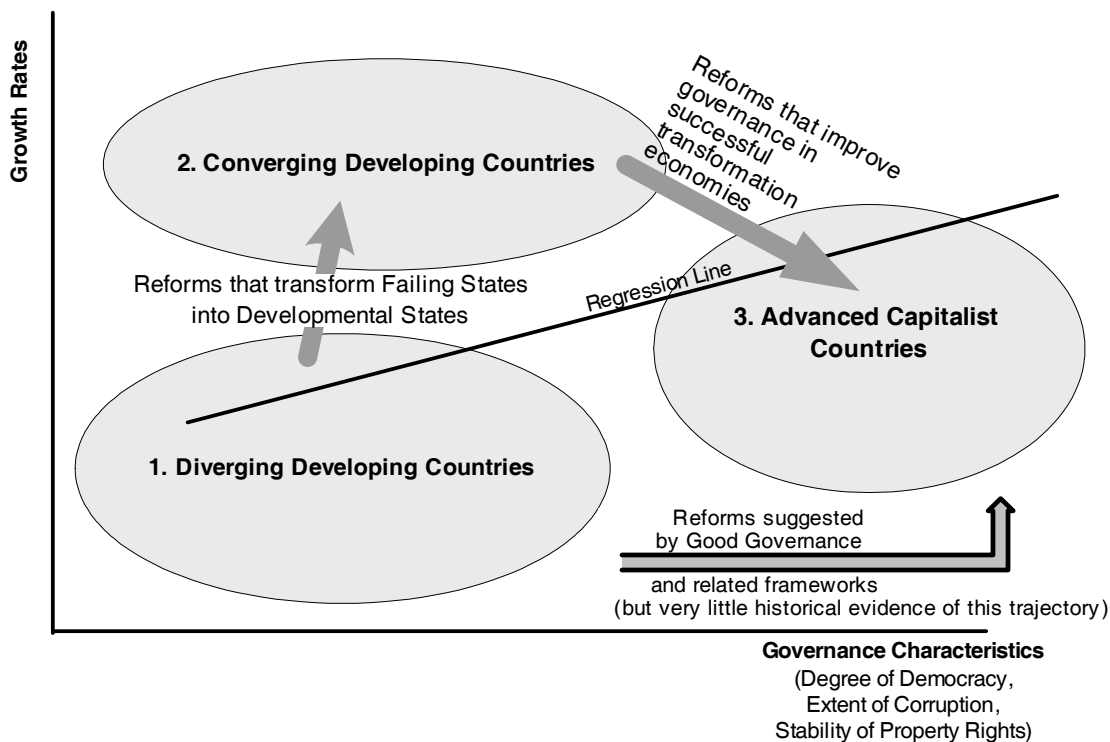 Growth Rates
Reforms that improve
governance in
successful
transformation
economies
2. Converging Developing Countries
Reforms that transform Failing States
into Developmental States
Regression Line
3. Advanced Capitalist
Countries
1. Diverging Developing Countries
Reforms suggested
by Good Governance
and related frameworks
(but very little historical evidence of this trajectory)
Governance Characteristics
(Degree of Democracy,
Extent of Corruption,
Stability of Property Rights)